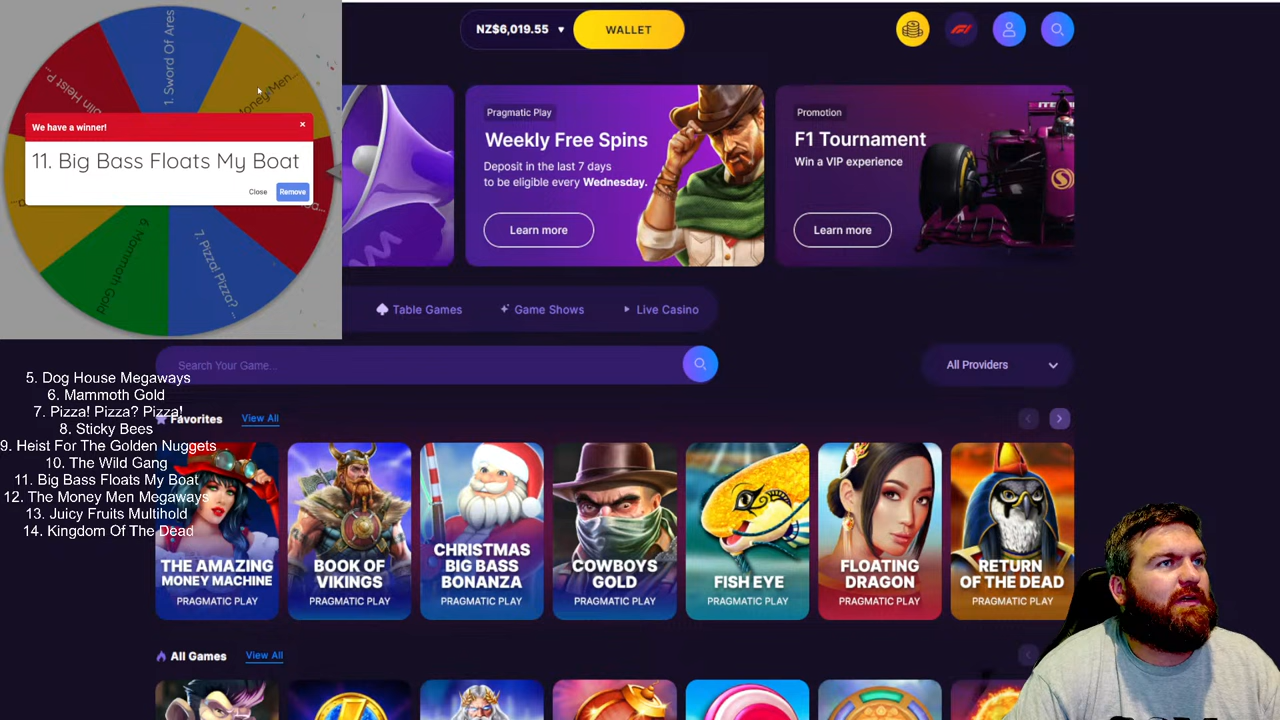 1. Sword Of Ares
Money Men...
6. Mammoth Gold
7. Pizza! Pizza? ...
We have a winner!
×
11. Big Bass Floats My Boat
Close
Remove
NZ$6,019.55
WALLET
Pragmatic Play
Weekly Free Spins
Deposit in the last 7 days
to be eligible every Wednesday.
Learn more
Promotion
F1 Tournament
Win a VIP experience
Learn more
Table Games
Game Shows
Live Casino
Search Your Game...
All Providers
5. Dog House Megaways
6. Mammoth Gold
7. Pizza! Pizza? Pizza!
8. Sticky Bees
9. Heist For The Golden Nuggets
10. The Wild Gang
11. Big Bass Floats My Boat
12. The Money Men Megaways
13. Juicy Fruits Multihold
14. Kingdom Of The Dead
Favorites
View All
THE AMAZING
MONEY MACHINE
PRAGMATIC PLAY
BOOK OF
VIKINGS
PRAGMATIC PLAY
CHRISTMAS
BIG BASS
BONANZA
PRAGMATIC PLAY
COWBOYS
GOLD
PRAGMATIC PLAY
FISH EYE
PRAGMATIC PLAY
FLOATING
DRAGON
PRAGMATIC PLAY
RETURN
OF THE DEAD
PRAGMATIC PLAY
All Games
View All